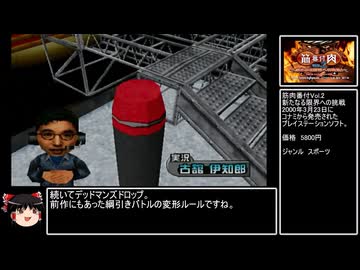 実況
古舘 伊知郎
続いてデッドマンズドロップ。
前作にもあった綱引きバトルの変形ルールですね。
筋肉番付
筋肉番付Vol.2
新たなる限界への挑戦
2000年3月23日に
コナミから発売された
プレイステーションソフト。
価格 5800円
ジャンル スポーツ